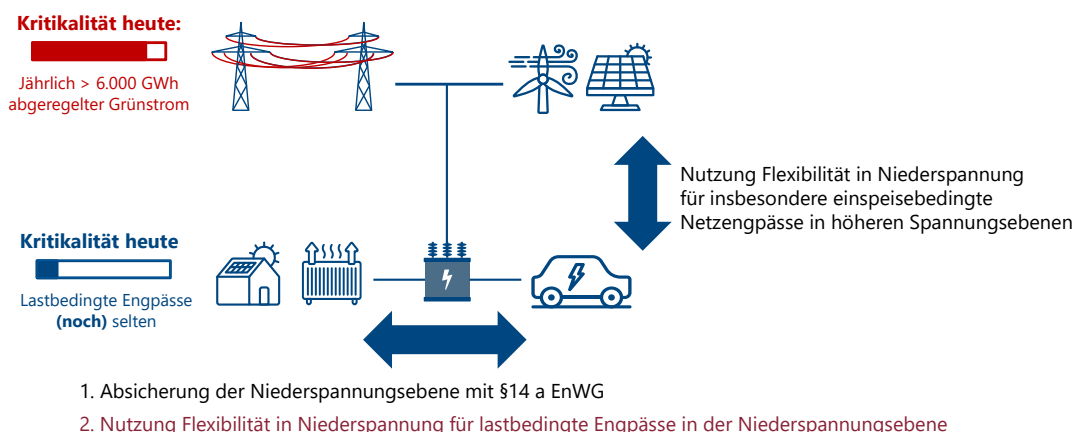 Kritikalität heute:
Jährlich > 6.000 GWh
abgeregelter Grünstrom
Nutzung Flexibilität in Niederspannung
für insbesondere einspeisebedingte
Netzengpässe in höheren Spannungsebenen
Kritikalität heute
Lastbedingte Engpässe
(noch) selten
1. Absicherung der Niederspannungsebene mit §14 a EnWG
2. Nutzung Flexibilität in Niederspannung für lastbedingte Engpässe in der Niederspannungsebene